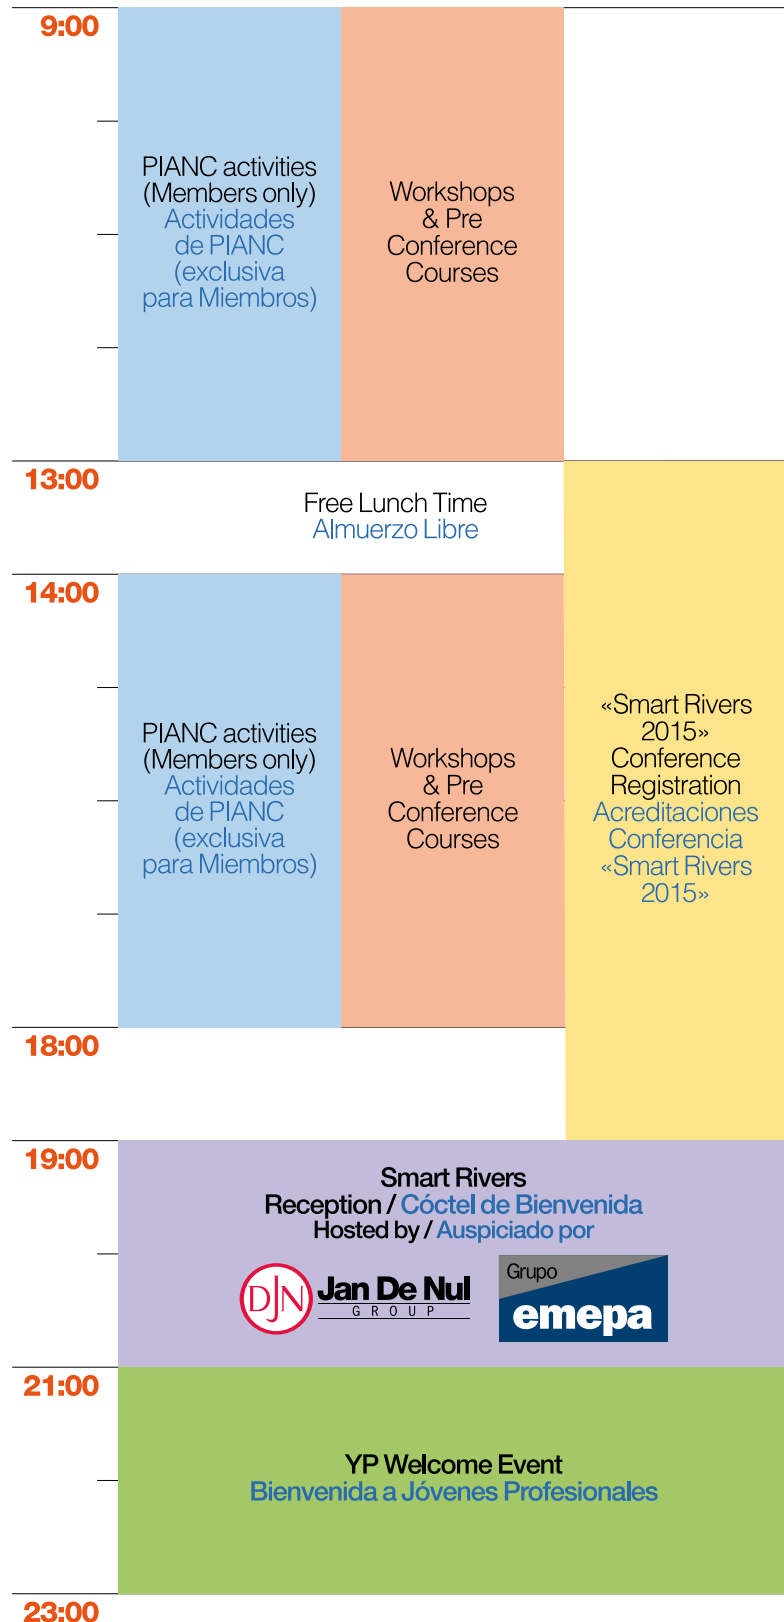 9:00
PIANC activities
(Members only)
Actividades
de PIANC
(exclusiva
para Miembros)
Workshops
& Pre
Conference
Courses
13:00
Free Lunch Time
Almuerzo Libre
14:00
PIANC activities
(Members only)
Actividades
de PIANC
(exclusiva
para Miembros)
Workshops
& Pre
Conference
Courses
«Smart Rivers
2015»
Conference
Registration
Acreditaciones
Conferencia
«Smart Rivers
2015»
18:00
19:00
Smart Rivers
Reception / Cóctel de Bienvenida
Hosted by / Auspiciado por
DJN
Jan De Nul
GROUP
Grupo
emepa
21:00
YP Welcome Event
Bienvenida a Jóvenes Profesionales
23:00